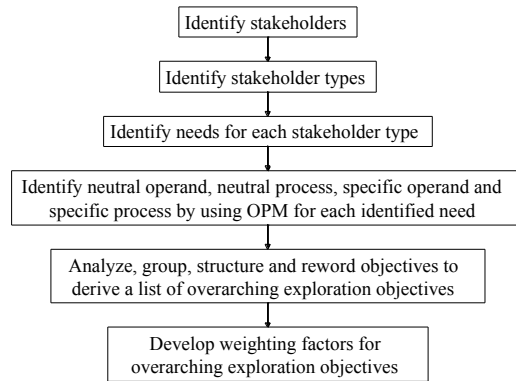 Identify stakeholders
Identify stakeholder types
Identify needs for each stakeholder type
Identify neutral operand, neutral process, specific operand and
specific process by using OPM for each identified need
Analyze, group, structure and reword objectives to
derive a list of overarching exploration objectives
Develop weighting factors for
overarching exploration objectives